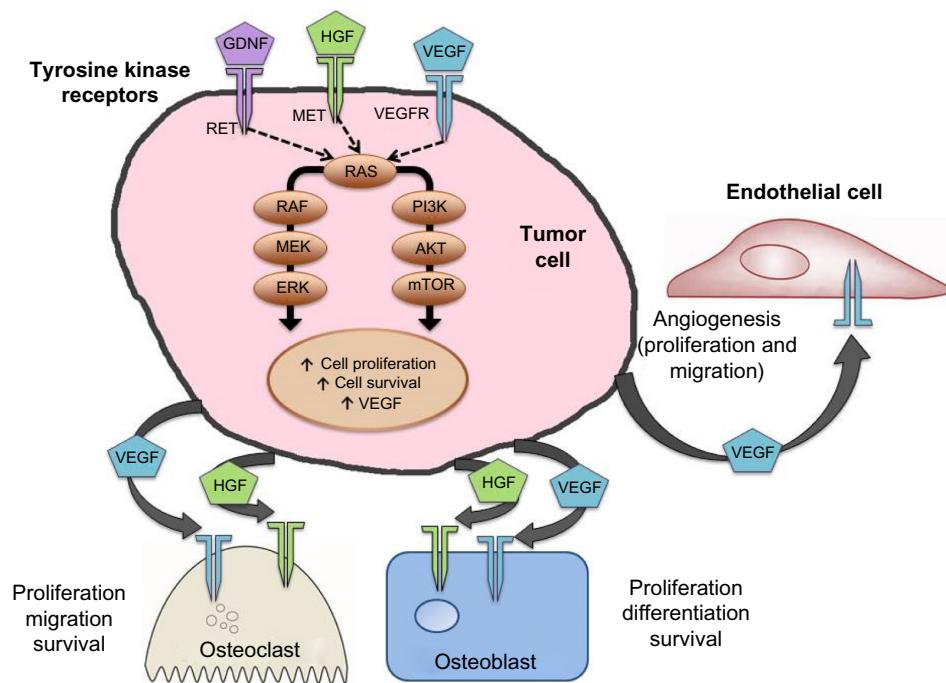 GDNF
HGF
VEGF
Tyrosine kinase
receptors
RET
MET
VEGFR
RAS
RAF
PI3K
MEK
AKT
ERK
mTOR
Tumor
cell
Endothelial cell
Angiogenesis
(proliferation and
migration)
↑ Cell proliferation
↑ Cell survival
↑ VEGF
VEGF
HGF
HGF
VEGF
VEGF
Proliferation
migration
survival
Osteoclast
Osteoblast
Proliferation
differentiation
survival